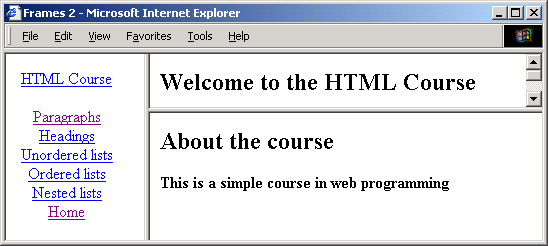 Frames 2 - Microsoft Internet Explorer
File Edit View Favorites Tools Help
HTML Course
Paragraphs
Headings
Unordered lists
Ordered lists
Nested lists
Home
Welcome to the HTML Course
About the course
This is a simple course in web programming